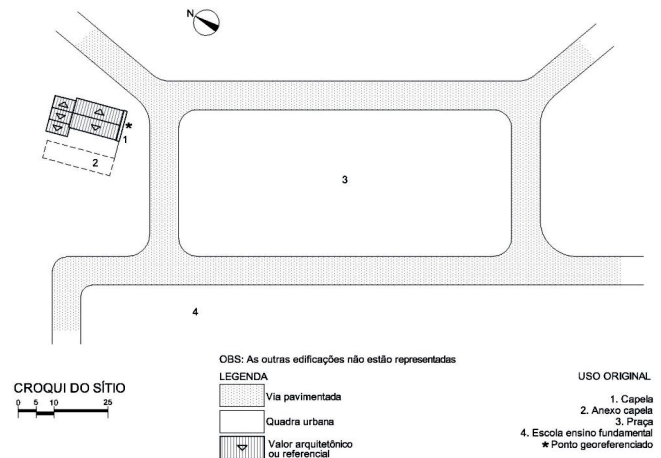 N
1
2
3
4
OBS: As outras edificações não estão representadas
LEGENDA
Via pavimentada
Quadra urbana
Valor arquitetônico
ou referencial
CROQUI DO SÍTIO
0 5 10 25
USO ORIGINAL
1. Capela
2. Anexo capela
3. Praça
4. Escola ensino fundamental
* Ponto georeferenciado